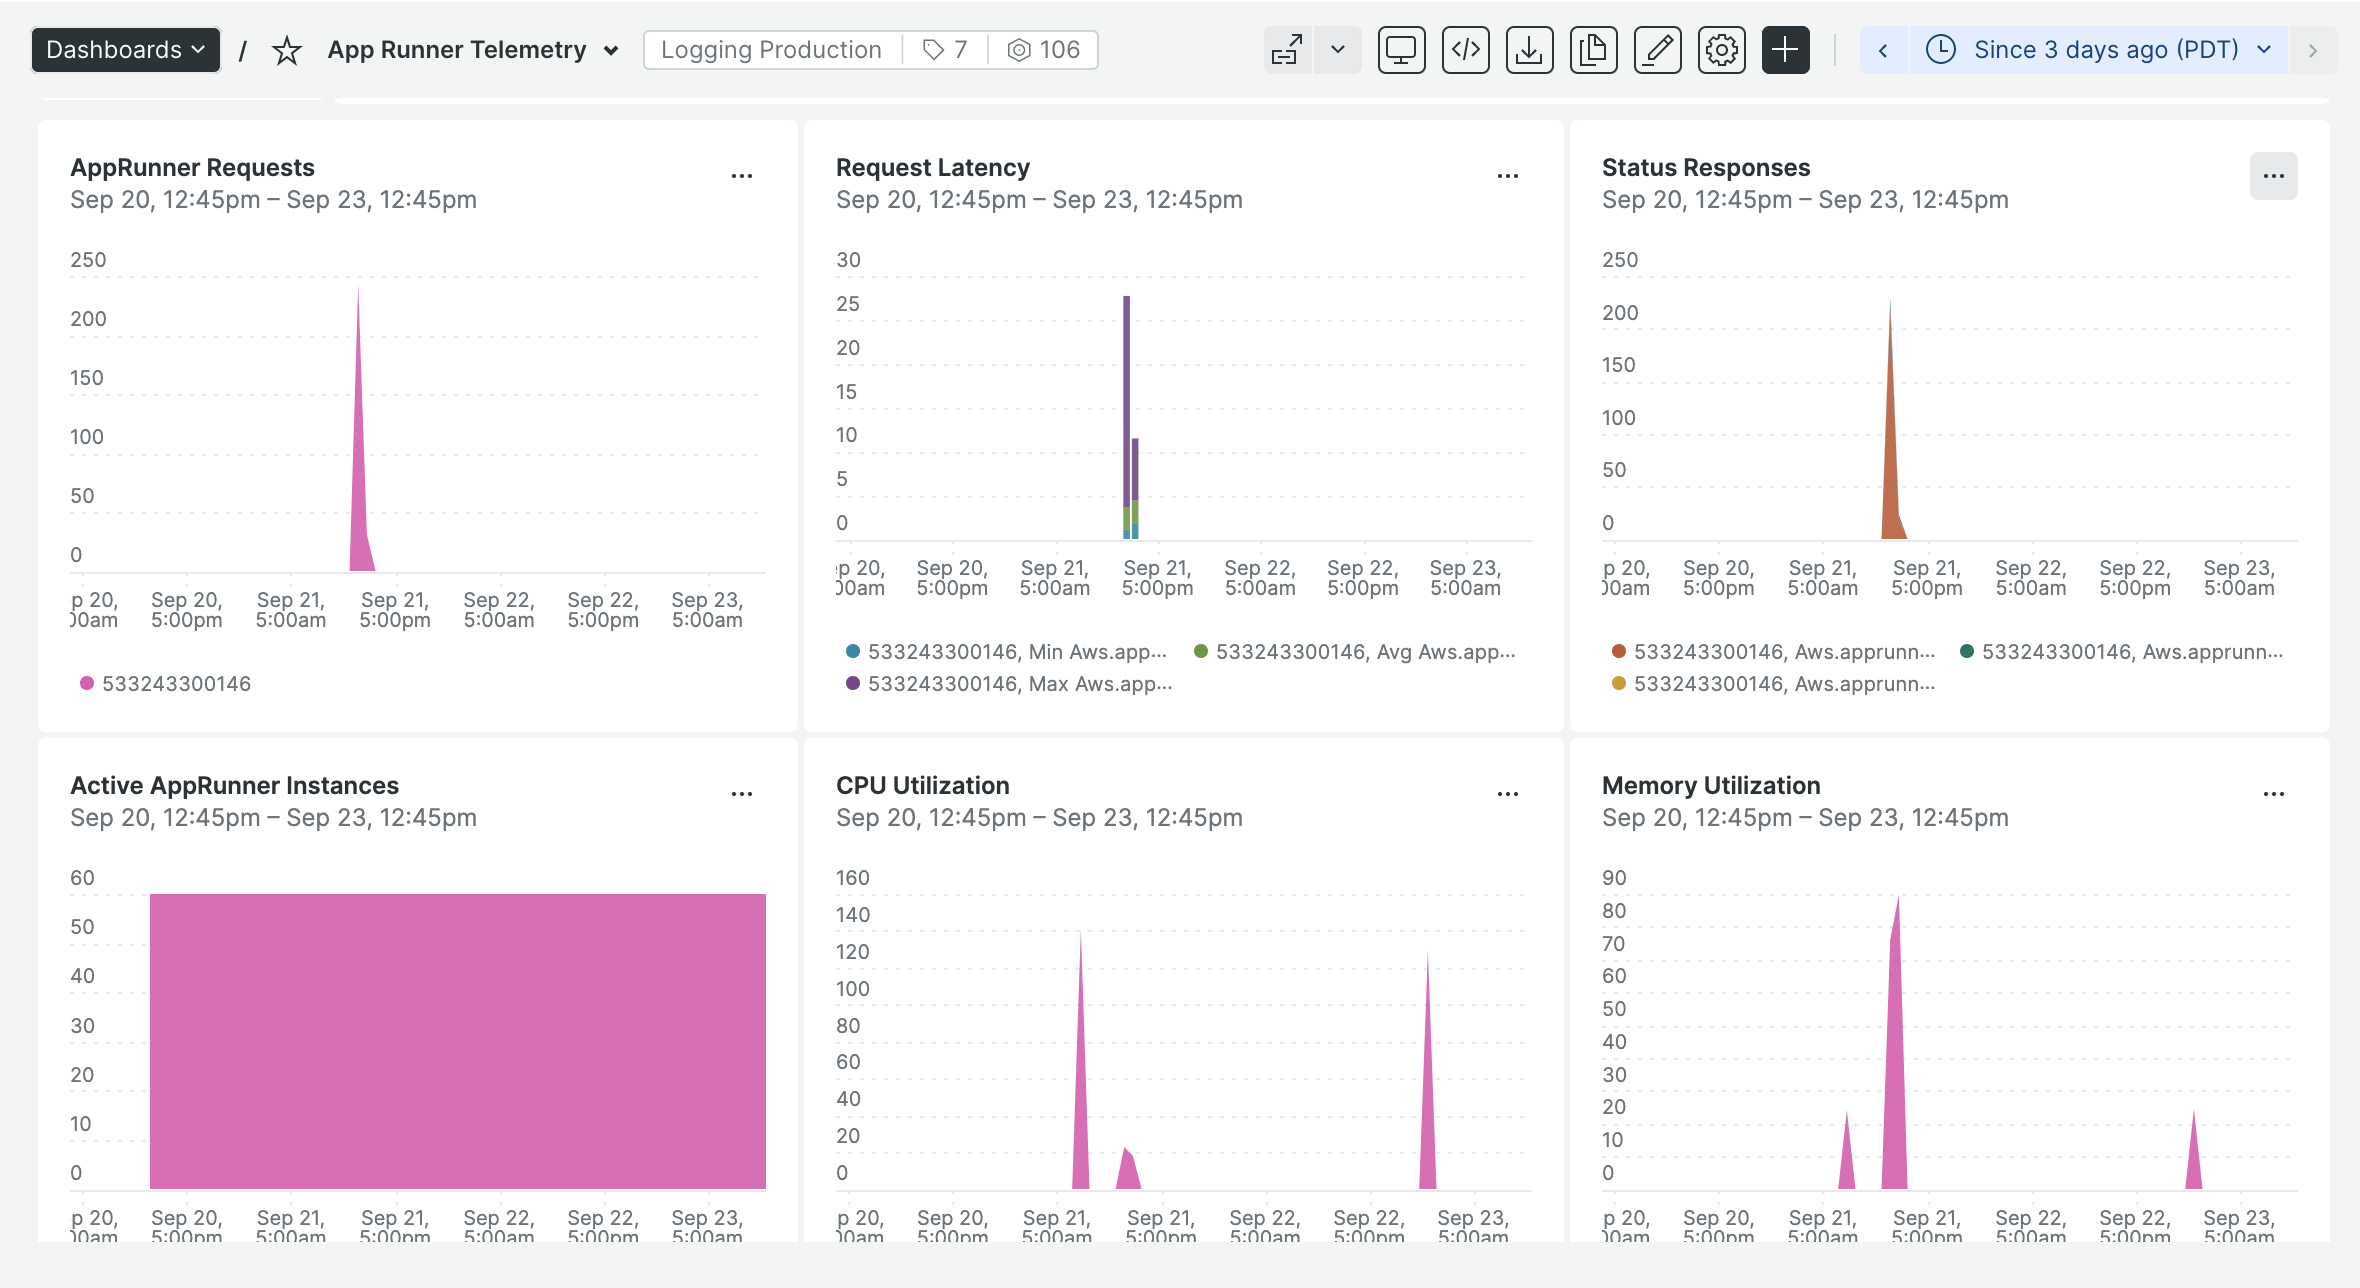 Dashboards / App Runner Telemetry Logging Production 7 106 Since 3 days ago (PDT)
AppRunner Requests
Sep 20, 12:45pm – Sep 23, 12:45pm
250
200
150
100
50
0
p 20, Sep 20, Sep 21, Sep 21, Sep 22, Sep 22, Sep 23,
00am 5:00pm 5:00am 5:00pm 5:00am 5:00pm 5:00am
533243300146
Request Latency
Sep 20, 12:45pm – Sep 23, 12:45pm
30
25
20
15
10
5
0
ep 20, Sep 20, Sep 21, Sep 21, Sep 22, Sep 22, Sep 23,
00am 5:00pm 5:00am 5:00pm 5:00am 5:00pm 5:00am
533243300146, Min Aws.app... 533243300146, Avg Aws.app...
533243300146, Max Aws.app...
Status Responses
Sep 20, 12:45pm – Sep 23, 12:45pm
250
200
150
100
50
0
p 20, Sep 20, Sep 21, Sep 21, Sep 22, Sep 22, Sep 23,
00am 5:00pm 5:00am 5:00pm 5:00am 5:00pm 5:00am
533243300146, Aws.apprunn... 533243300146, Aws.apprunn...
533243300146, Aws.apprunn...
Active AppRunner Instances
Sep 20, 12:45pm – Sep 23, 12:45pm
60
50
40
30
20
10
0
p 20, Sep 20, Sep 21, Sep 21, Sep 22, Sep 22, Sep 23,
00am 5:00pm 5:00am 5:00pm 5:00am 5:00pm 5:00am
CPU Utilization
Sep 20, 12:45pm – Sep 23, 12:45pm
160
140
120
100
80
60
40
20
0
p 20, Sep 20, Sep 21, Sep 21, Sep 22, Sep 22, Sep 23,
00am 5:00pm 5:00am 5:00pm 5:00am 5:00pm 5:00am
Memory Utilization
Sep 20, 12:45pm – Sep 23, 12:45pm
90
80
70
60
50
40
30
20
10
0
p 20, Sep 20, Sep 21, Sep 21, Sep 22, Sep 22, Sep 23,
00am 5:00pm 5:00am 5:00pm 5:00am 5:00pm 5:00am